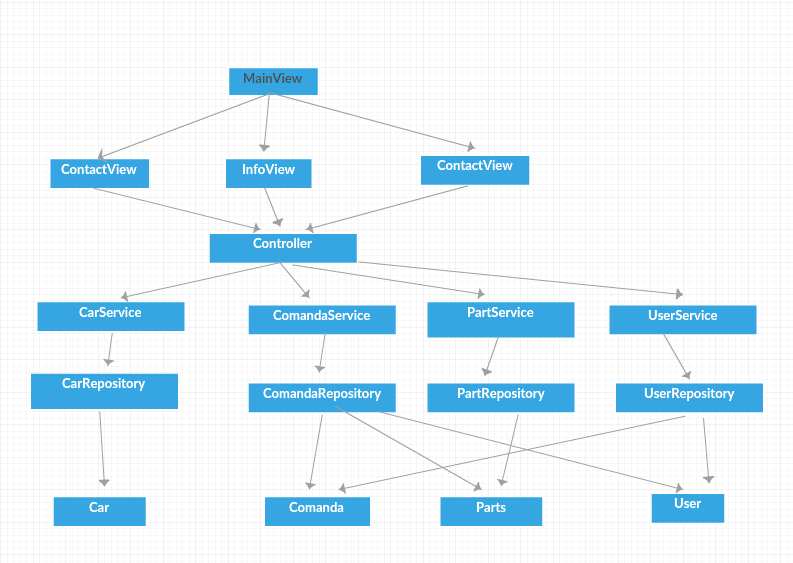 MainView
ContactView
InfoView
ContactView
Controller
CarService
ComandaService
PartService
UserService
CarRepository
ComandaRepository
PartRepository
UserRepository
Car
Comanda
Parts
User